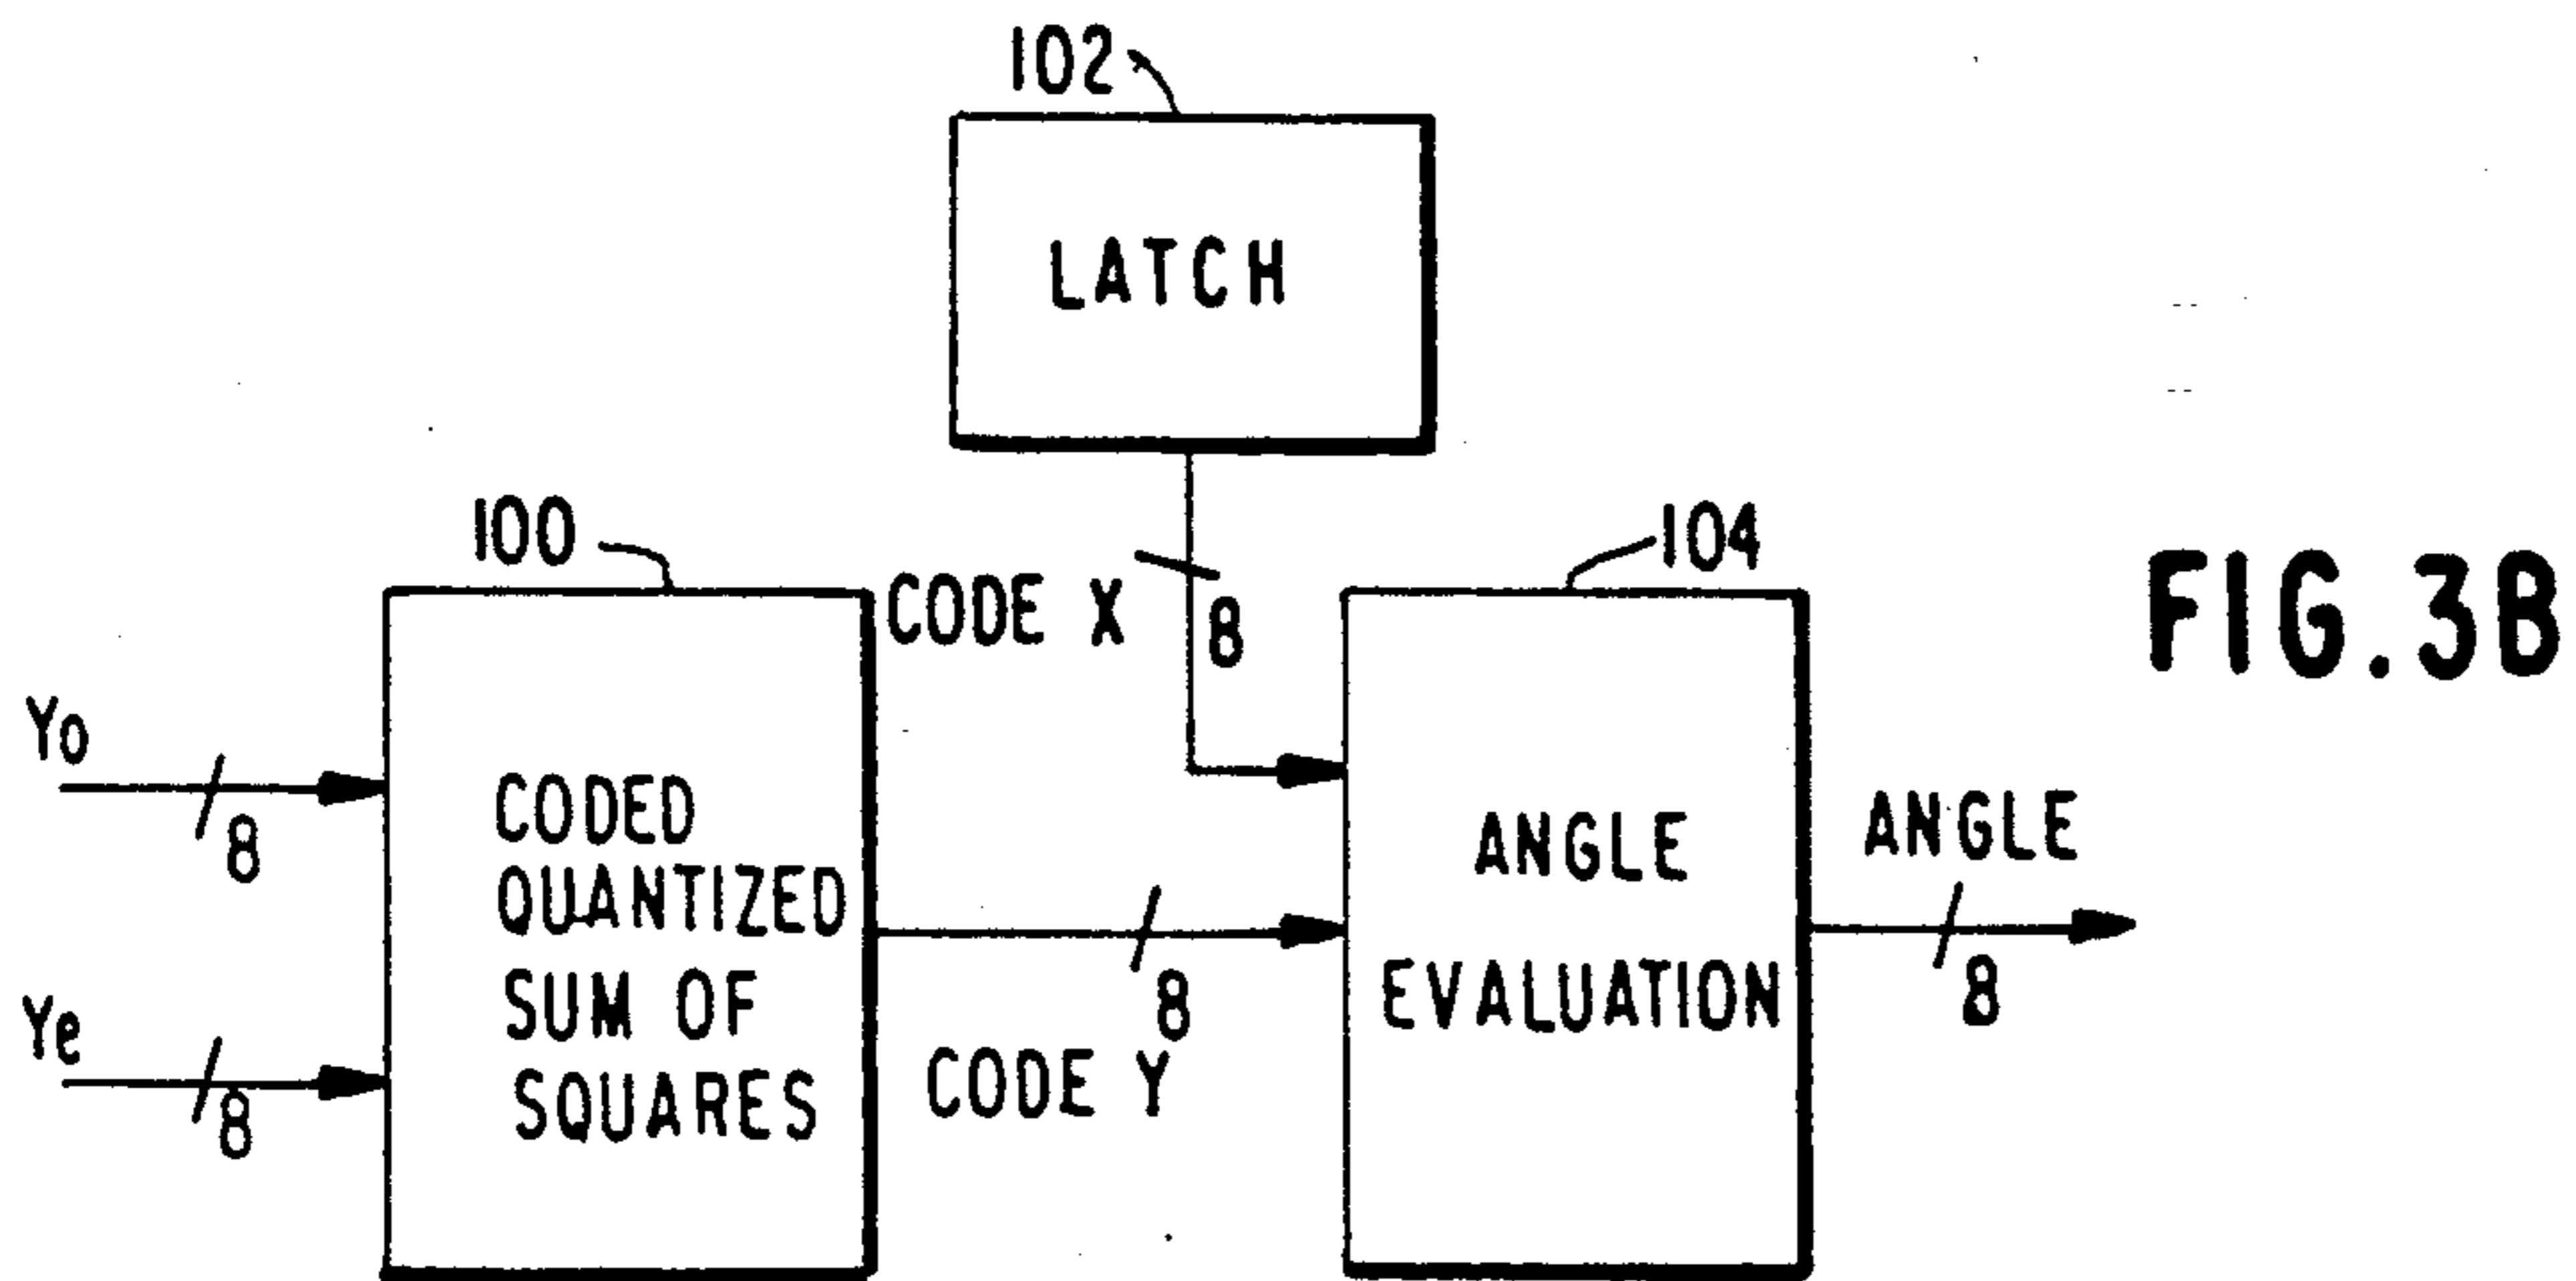 102
LATCH
100
CODE X
8
104
FIG.3B
Yo
8
CODED
QUANTIZED
SUM OF
SQUARES
Ye
8
8
CODE Y
ANGLE
EVALUATION
ANGLE
8